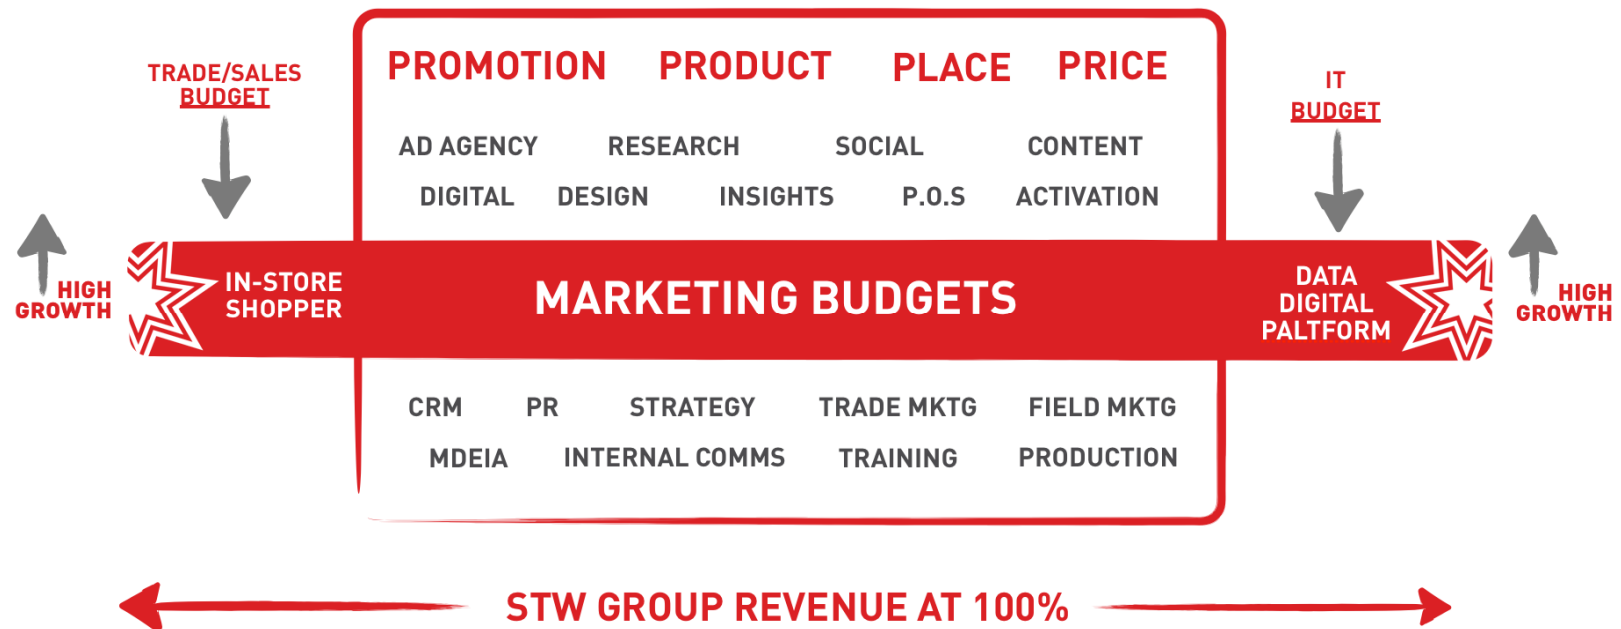 PROMOTION PRODUCT PLACE PRICE
TRADE/SALES
BUDGET
IT
BUDGET
AD AGENCY RESEARCH SOCIAL CONTENT
DIGITAL DESIGN INSIGHTS P.O.S ACTIVATION
HIGH
GROWTH
IN-STORE
SHOPPER
MARKETING BUDGETS
DATA
DIGITAL
PALTFORM
HIGH
GROWTH
CRM PR STRATEGY TRADE MKTG FIELD MKTG
MDEIA INTERNAL COMMS TRAINING PRODUCTION
STW GROUP REVENUE AT 100%